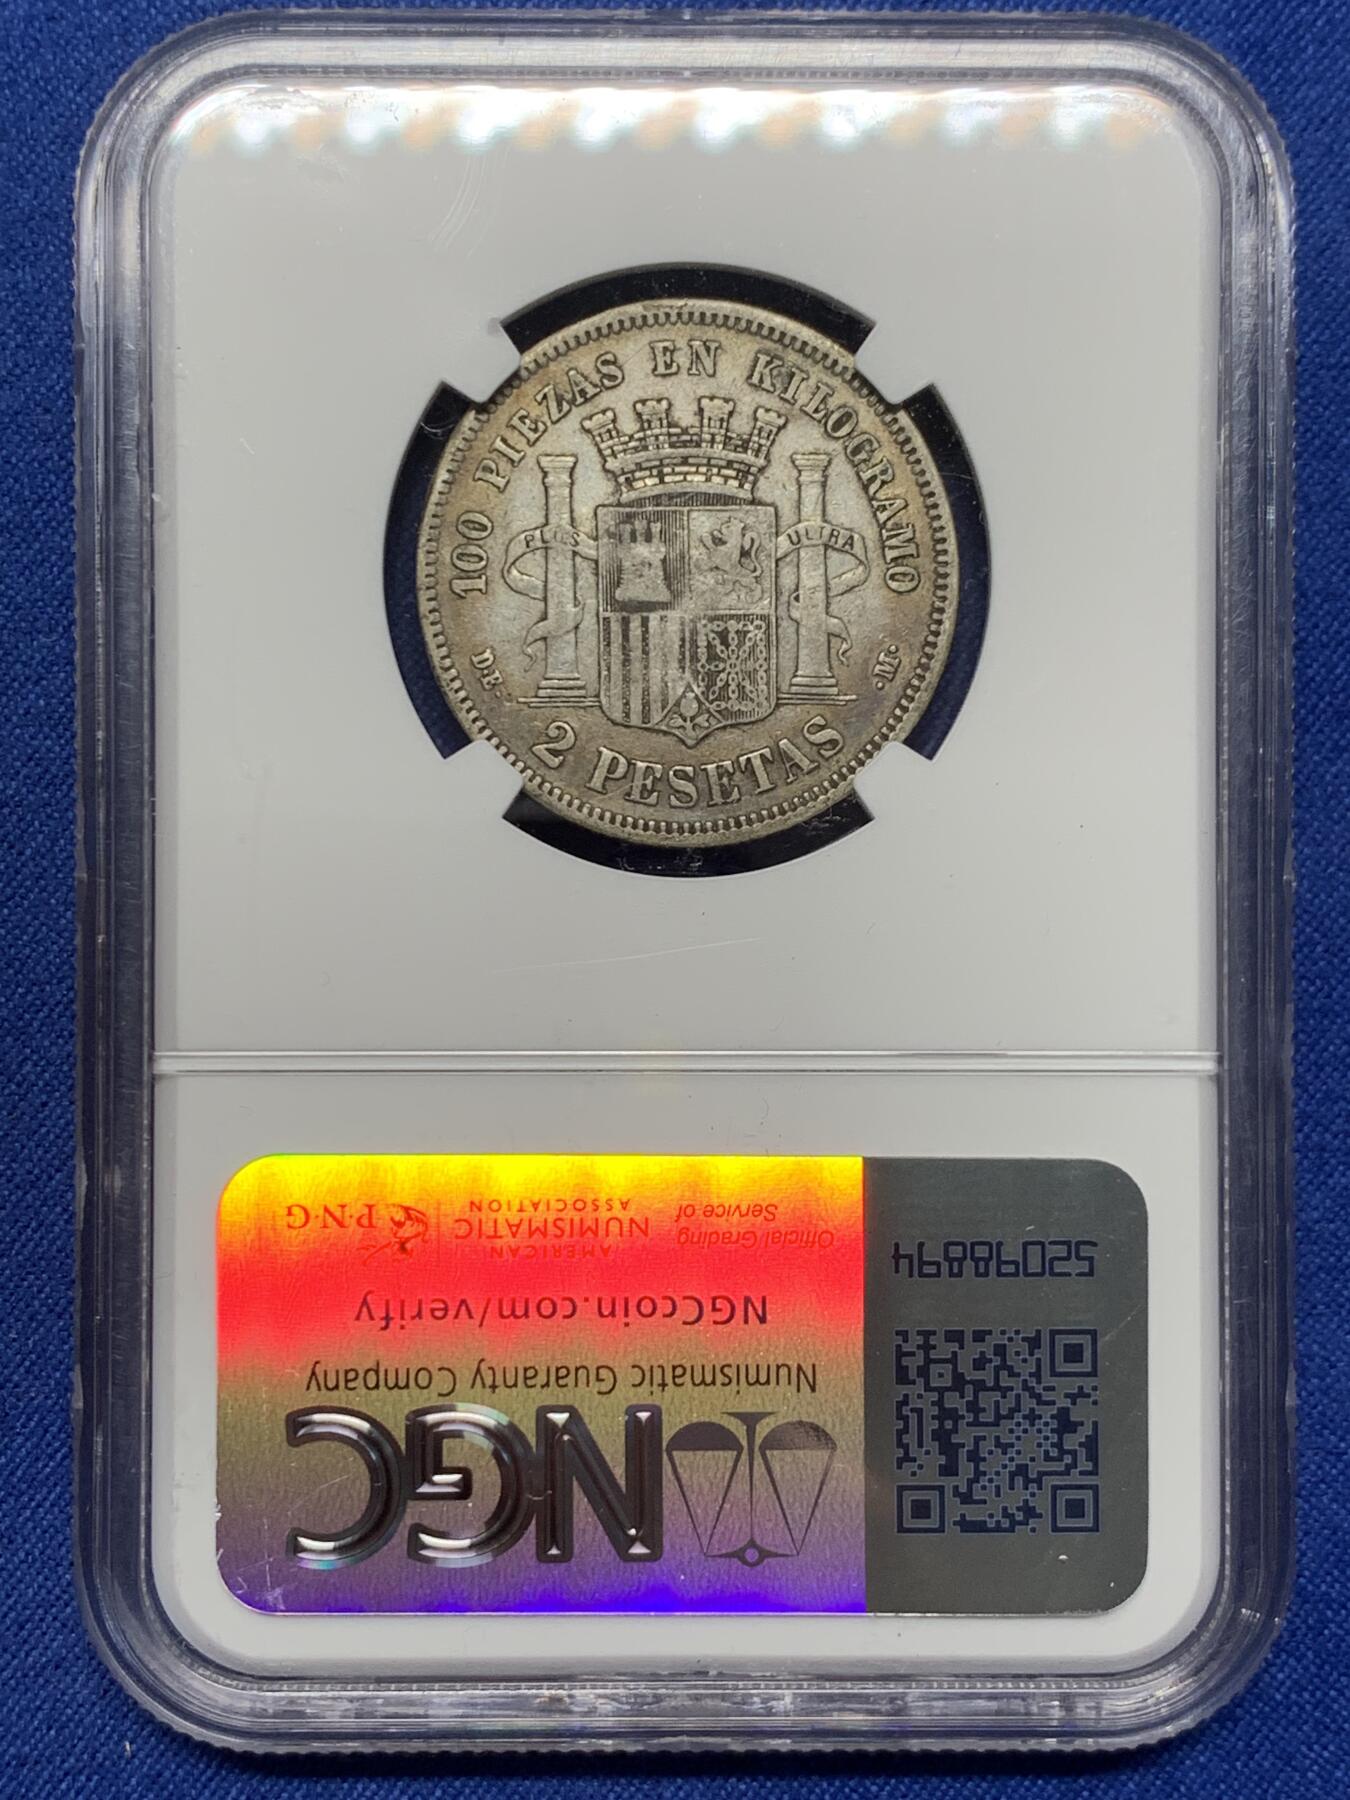 100 PIEZAS EN KILOGRAMO
PLUS ULTRA
DE- ·M·
2 PESETAS
NGC
Numismatic Guaranty Company
NGCcoin.com/verify
Official Grading
Service of
AMERICAN
NUMISMATIC
ASSOCIATION
P·N·G
52098894